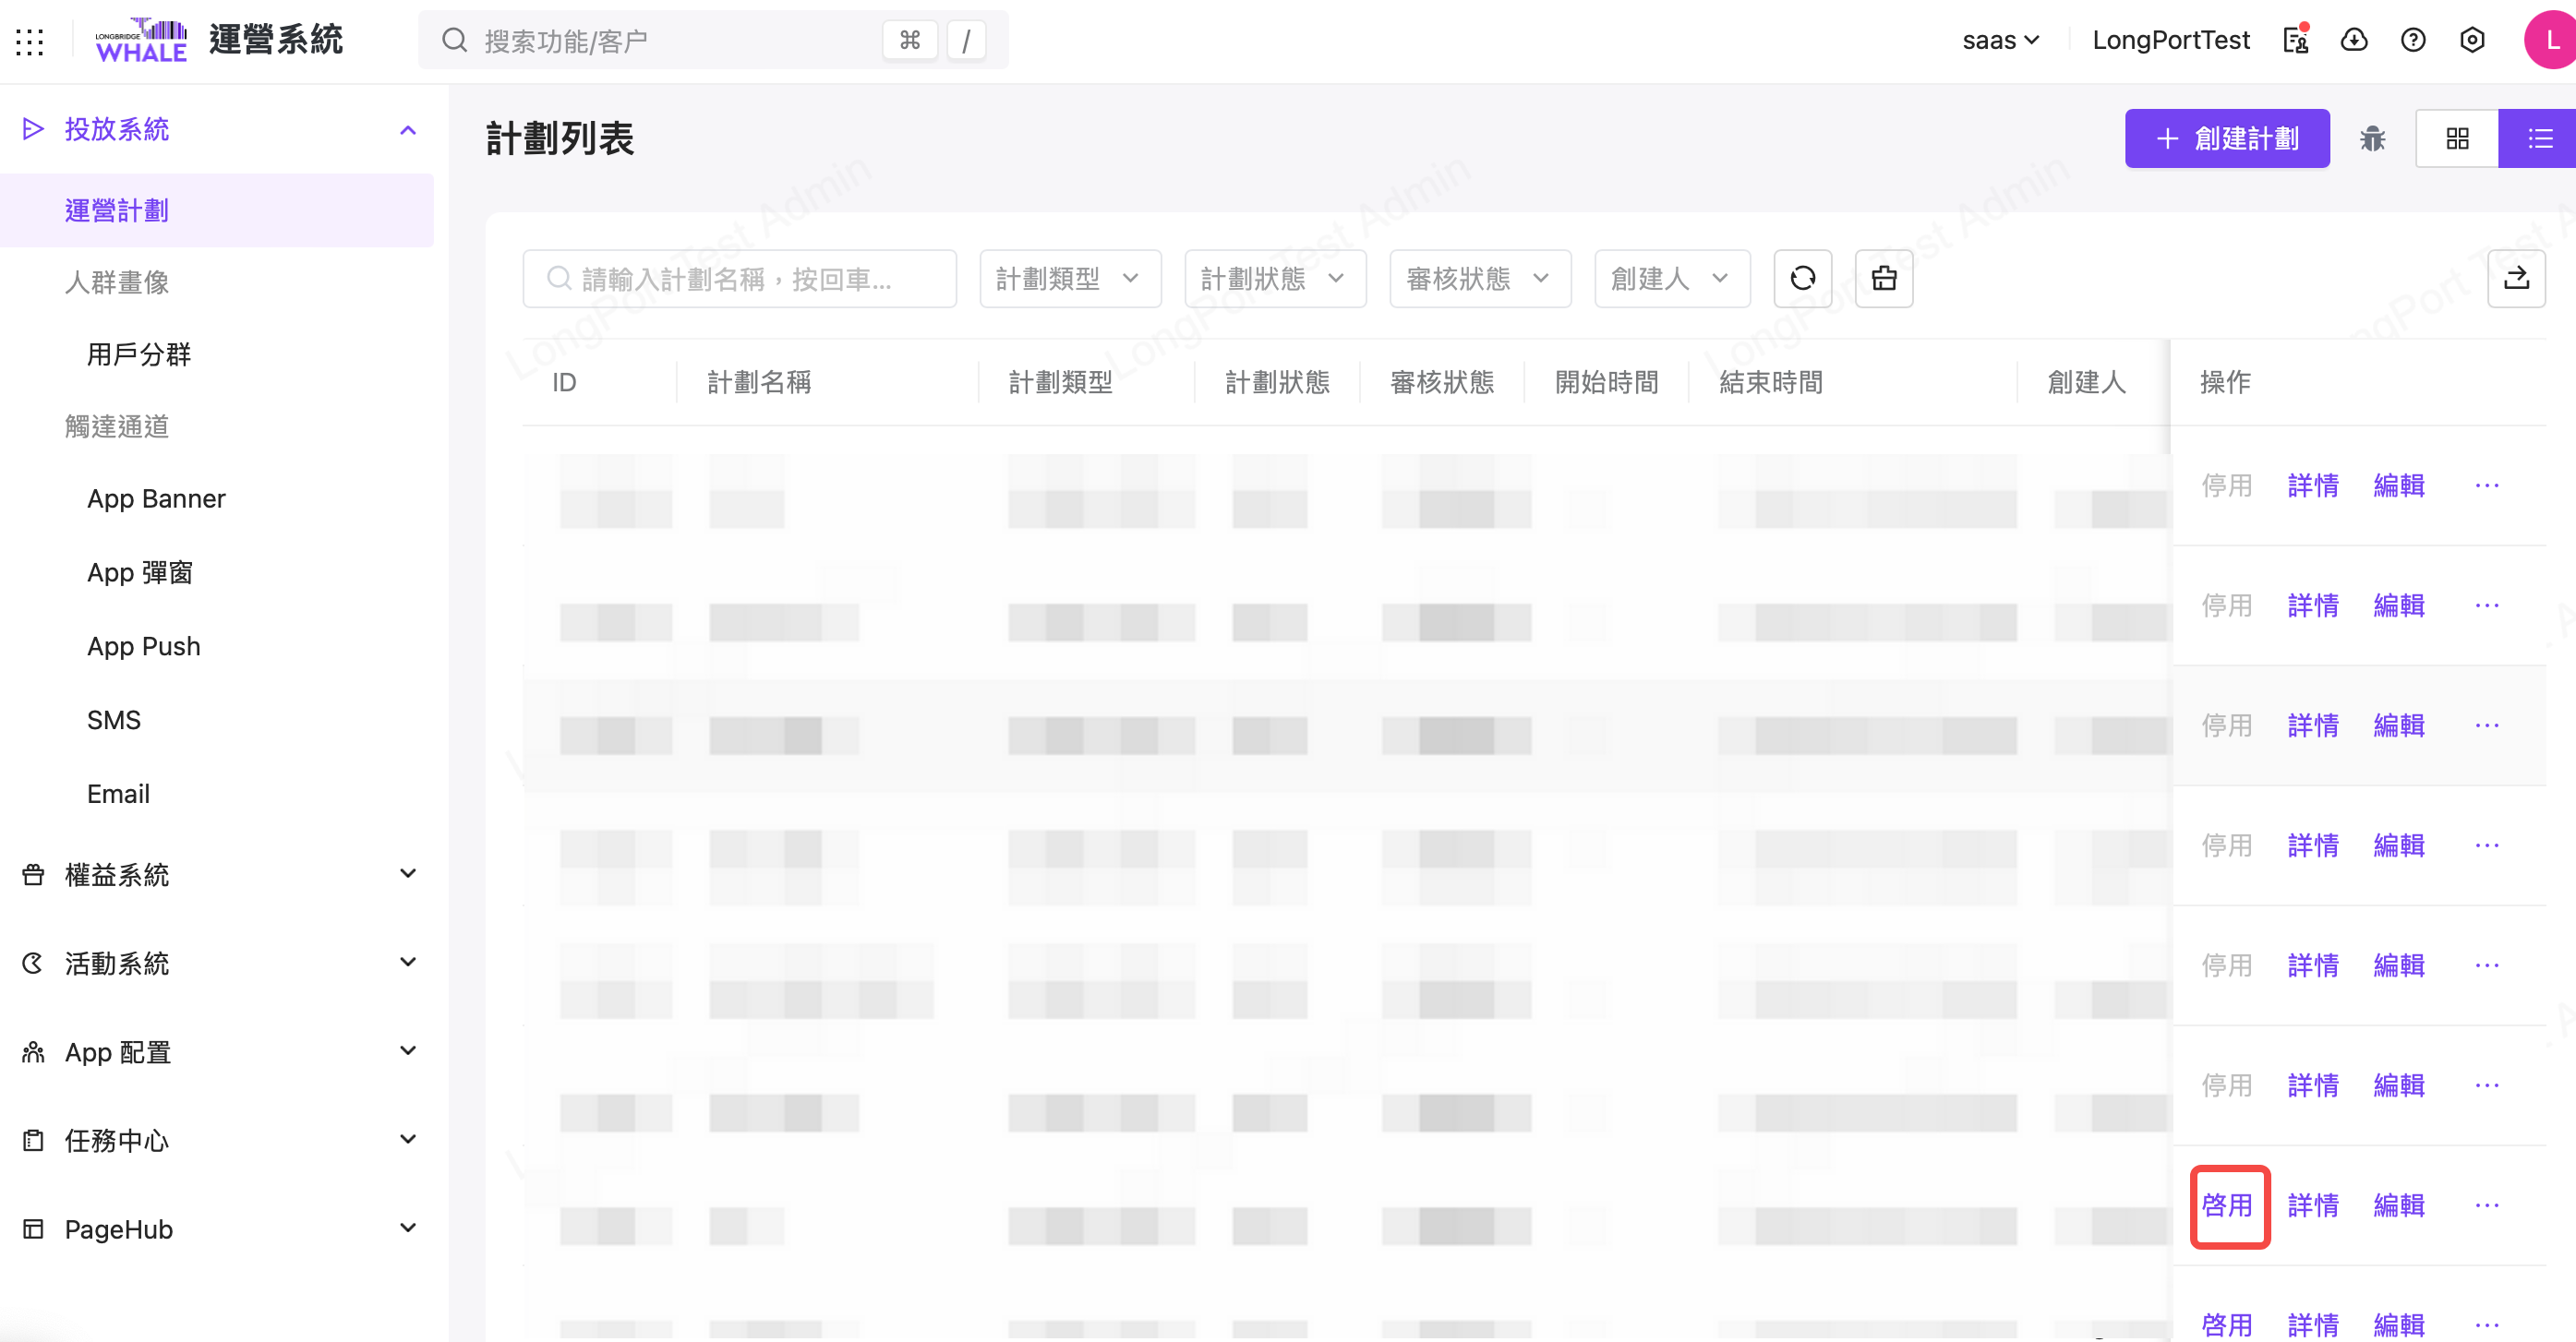 LONGBRIDGE
WHALE
運營系統
搜索功能/客户
⌘ /
saas
LongPortTest
L
投放系統
運營計劃
人群畫像
用戶分群
觸達通道
App Banner
App 彈窗
App Push
SMS
Email
權益系統
活動系統
App 配置
任務中心
PageHub
計劃列表
+ 創建計劃
請輸入計劃名稱，按回車...
計劃類型
計劃狀態
審核狀態
創建人
ID 計劃名稱 計劃類型 計劃狀態 審核狀態 開始時間 結束時間 創建人 操作
停用 詳情 編輯 ...
停用 詳情 編輯 ...
停用 詳情 編輯 ...
停用 詳情 編輯 ...
停用 詳情 編輯 ...
停用 詳情 編輯 ...
啓用 詳情 編輯 ...
啓用 詳情 編輯 ...
LongPort Test Admin
LongPort Test Admin
LongPort Test Admin